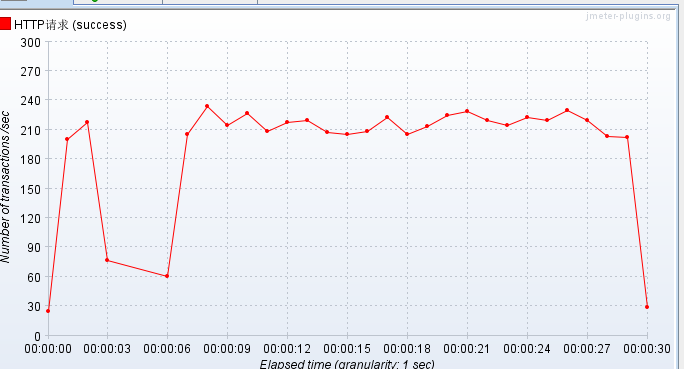 jmeter-plugins.org
HTTP请求 (success)
300
270
240
210
180
150
120
90
60
30
0
Number of transactions /sec
00:00:00 00:00:03 00:00:06 00:00:09 00:00:12 00:00:15 00:00:18 00:00:21 00:00:24 00:00:27 00:00:30
Elapsed time (granularity: 1 sec)